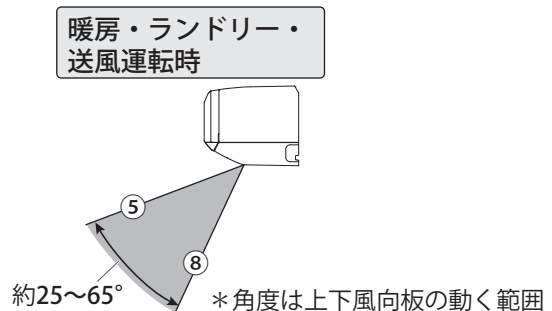 暖房・ランドリー・
送風運転時
⑤
⑧
約25〜65°
＊角度は上下風向板の動く範囲